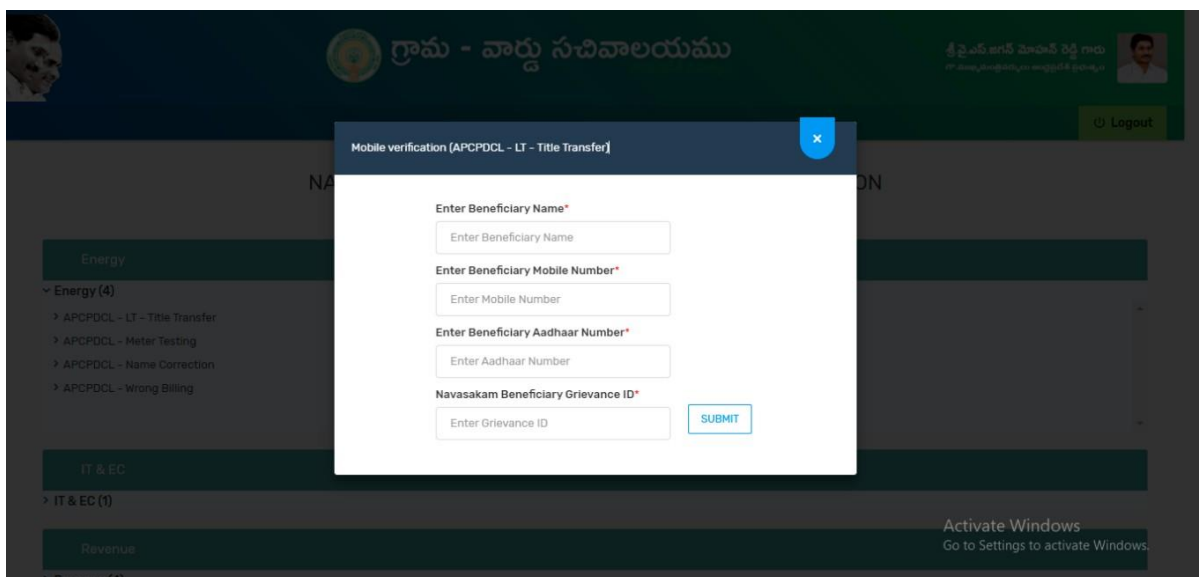 గ్రామ - వార్డు సచివాలయము
శ్రీ వై.ఎస్.జగన్ మోహన్ రెడ్డి గారు
Logout
Mobile verification (APCPDCL - LT - Title Transfer)
×
NA
ON
Enter Beneficiary Name*
Enter Beneficiary Name
Enter Beneficiary Mobile Number*
Enter Mobile Number
Enter Beneficiary Aadhaar Number*
Enter Aadhaar Number
Navasakam Beneficiary Grievance ID*
Enter Grievance ID
SUBMIT
Energy
Energy (4)
APCPDCL - LT - Title Transfer
APCPDCL - Meter Testing
APCPDCL - Name Correction
APCPDCL - Wrong Billing
IT & EC
IT & EC (1)
Revenue
Activate Windows
Go to Settings to activate Windows.